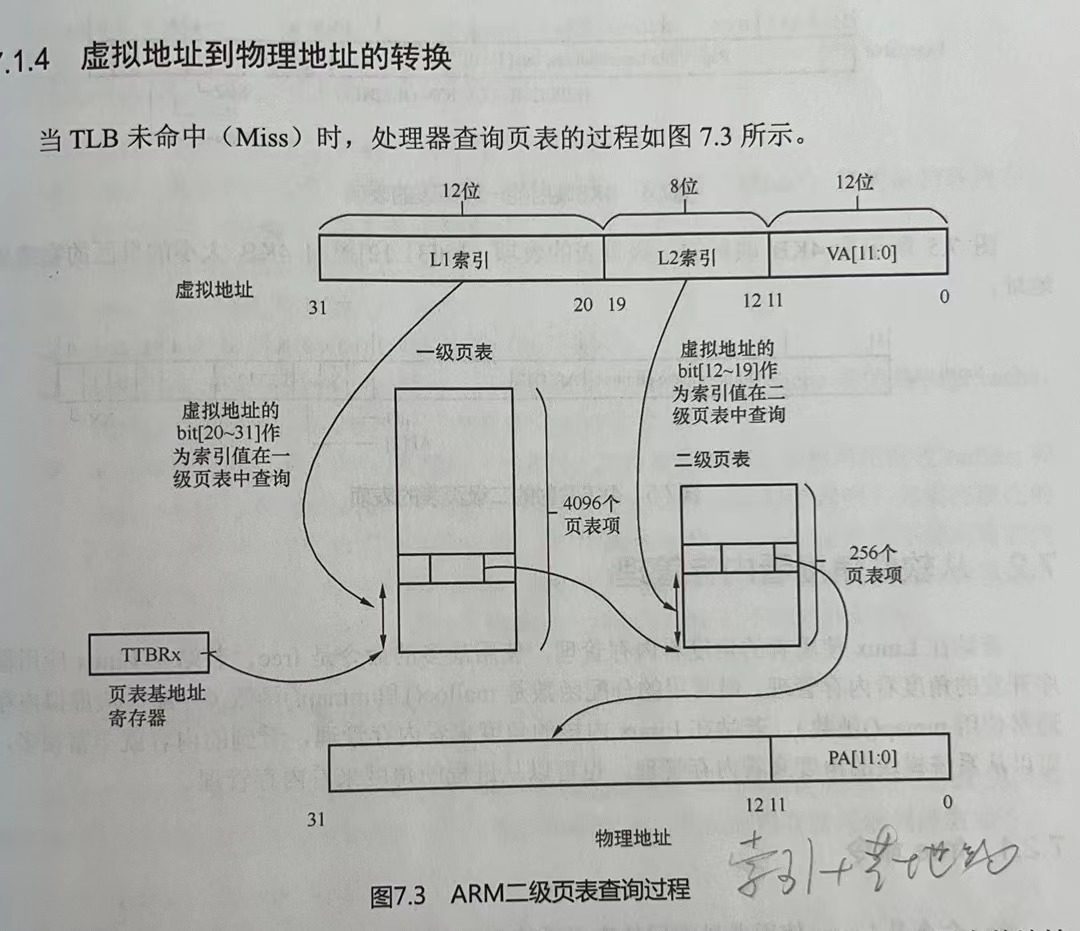 7.1.4 虚拟地址到物理地址的转换
当 TLB 未命中（Miss）时，处理器查询页表的过程如图 7.3 所示。
12位
8位
12位
L1索引
L2索引
VA[11:0]
虚拟地址
31
20
19
12
11
0
一级页表
虚拟地址的
bit[20~31]作
为索引值在一
级页表中查询
虚拟地址的
bit[12~19]作
为索引值在二
级页表中查询
二级页表
4096个
页表项
256个
页表项
TTBRx
页表基地址
寄存器
PA[11:0]
31
12
11
0
物理地址
索引+基地址
图7.3 ARM二级页表查询过程